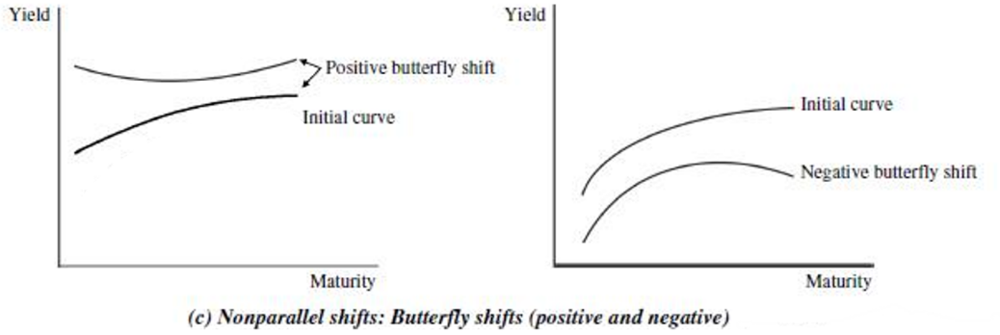 Yield
Positive butterfly shift
Initial curve
Maturity
Yield
Initial curve
Negative butterfly shift
Maturity
(c) Nonparallel shifts: Butterfly shifts (positive and negative)